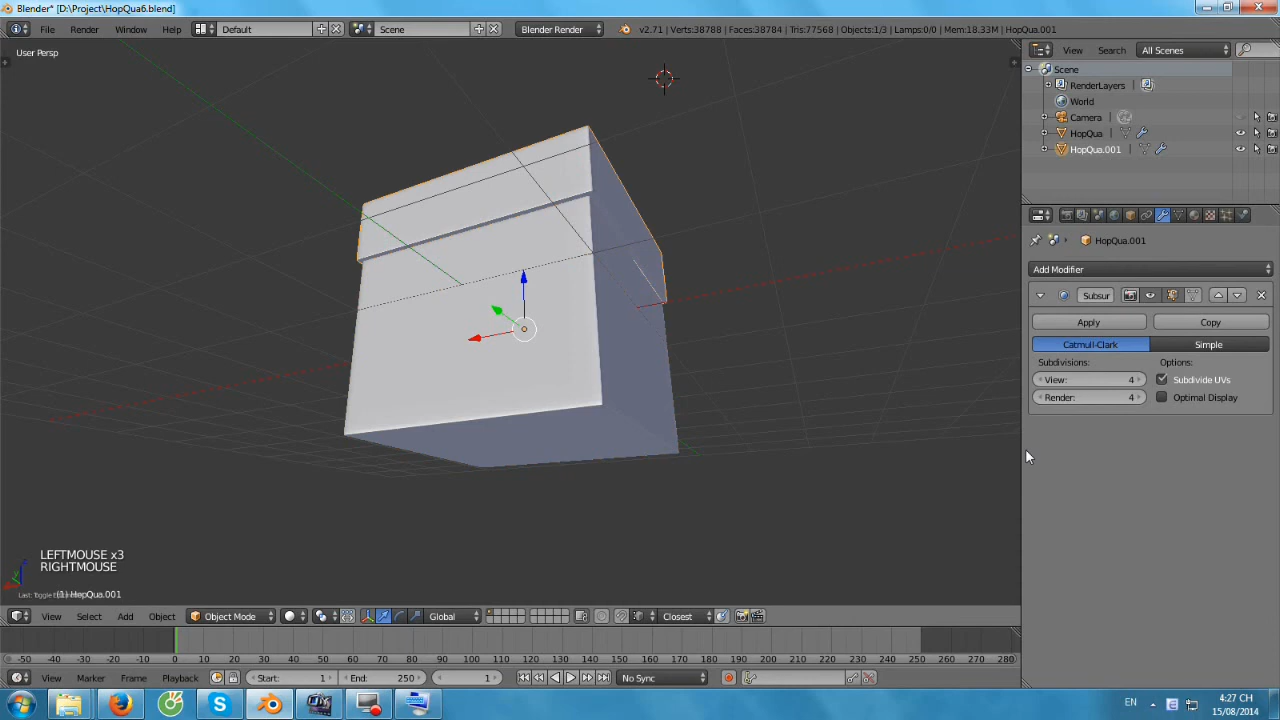 Blender* [D:\Project\HopQua6.blend]
File Render Window Help Default Scene Blender Render v2.71 | Verts:38788 | Faces:38784 | Tris:77568 | Objects:1/3 | Lamps:0/0 | Mem:18.33M | HopQua.001
User Persp
View Search All Scenes
Scene
RenderLayers
World
Camera
HopQua
HopQua.001
HopQua.001
Add Modifier
Subsur
Apply Copy
Catmull-Clark Simple
Subdivisions: Options:
View: 4 Subdivide UVs
Render: 4 Optimal Display
LEFTMOUSE x3
RIGHTMOUSE
(1) HopQua.001
View Select Add Object Object Mode Global Closest
-50 -40 -30 -20 -10 0 10 20 30 40 50 60 70 80 90 100 110 120 130 140 150 160 170 180 190 200 210 220 230 240 250 260 270 280
View Marker Frame Playback Start: 1 End: 250 1 No Sync
EN 4:27 CH
15/08/2014